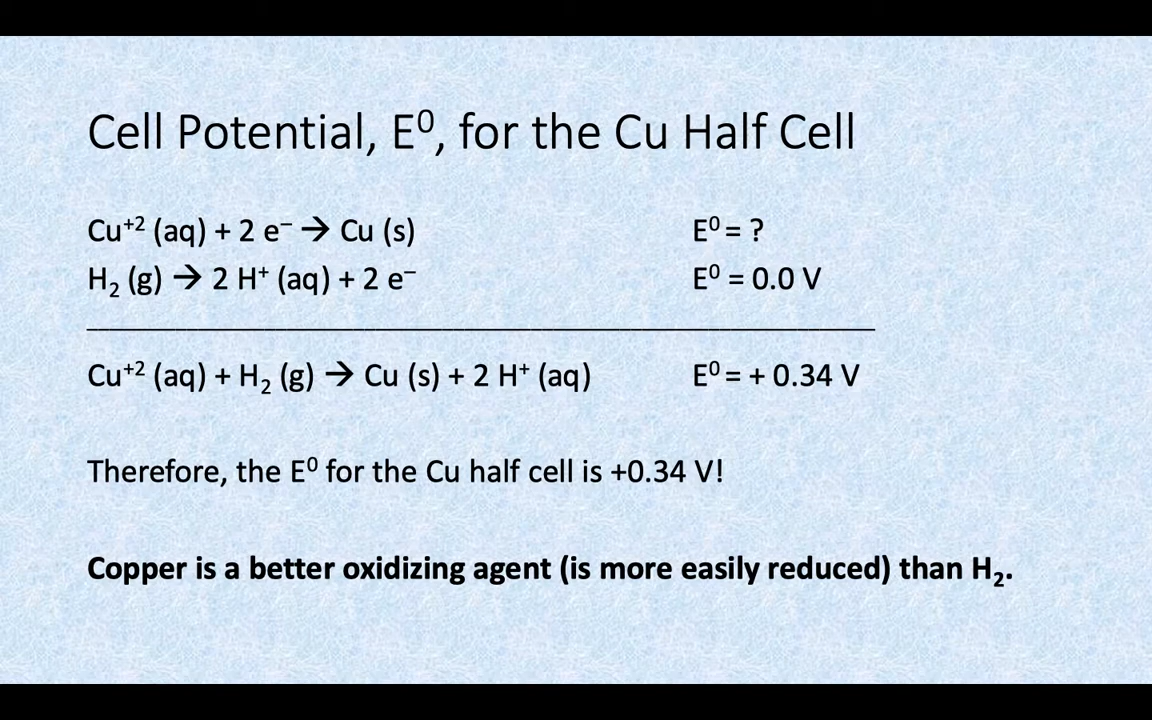 Cell Potential, E⁰, for the Cu Half Cell
Cu⁺² (aq) + 2 e⁻ → Cu (s) E⁰ = ?
H₂ (g) → 2 H⁺ (aq) + 2 e⁻ E⁰ = 0.0 V
Cu⁺² (aq) + H₂ (g) → Cu (s) + 2 H⁺ (aq) E⁰ = + 0.34 V
Therefore, the E⁰ for the Cu half cell is +0.34 V!
Copper is a better oxidizing agent (is more easily reduced) than H₂.